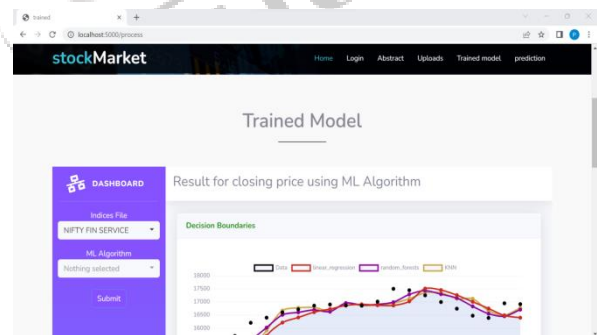 trained
localhost:5000/process
stockMarket
Home Login Abstract Uploads Trained model prediction
Trained Model
DASHBOARD
Result for closing price using ML Algorithm
Indices File
NIFTY FIN SERVICE
ML Algorithm
Nothing selected
Submit
Decision Boundaries
Data linear_regression random_forests KNN
18000
17500
17000
16500
16000